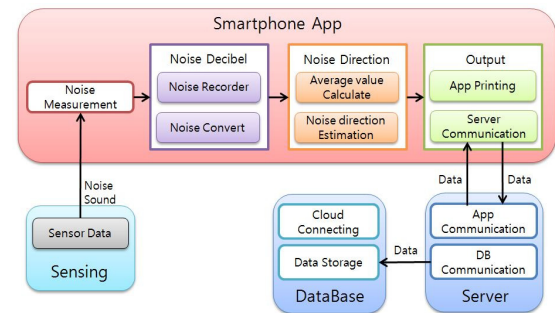 Smartphone App
Noise Decibel
Noise Direction
Output
Noise
Measurement
Noise Recorder
Noise Convert
Average value
Calculate
Noise direction
Estimation
App Printing
Server
Communication
Noise
Sound
Data
Data
Sensor Data
Sensing
Cloud
Connecting
Data Storage
DataBase
Data
App
Communication
DB
Communication
Server